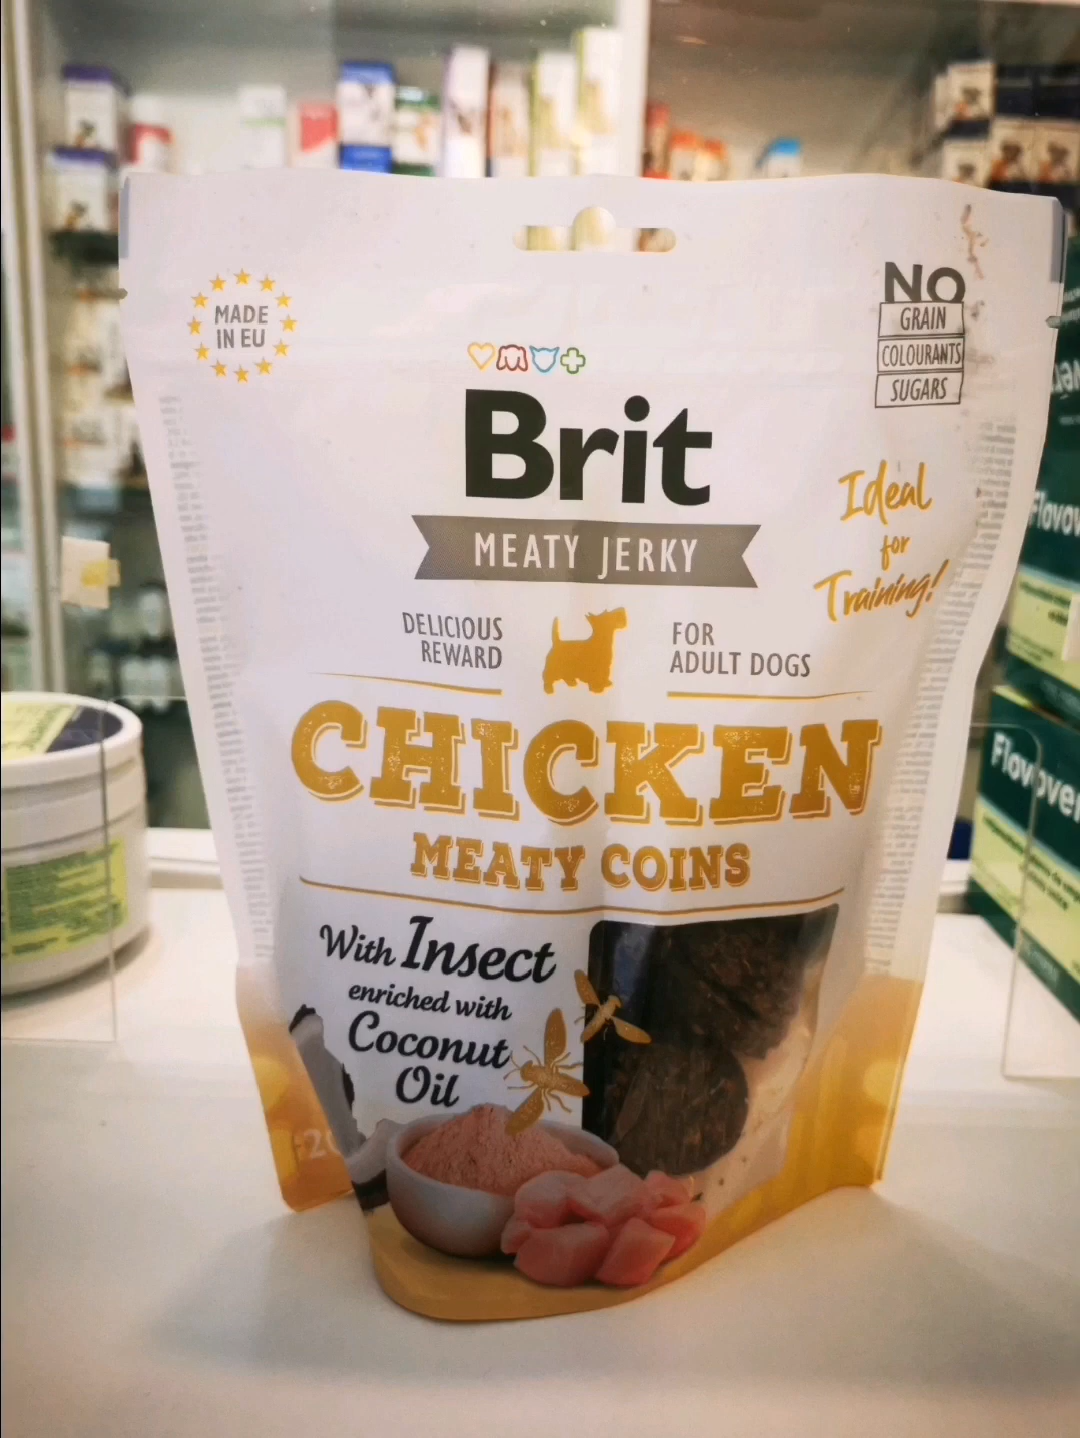 MADE
IN EU
NO
GRAIN
COLOURANTS
SUGARS
Brit
MEATY JERKY
Ideal
for
Training!
DELICIOUS
REWARD
FOR
ADULT DOGS
CHICKEN
MEATY COINS
With Insect
enriched with
Coconut
Oil